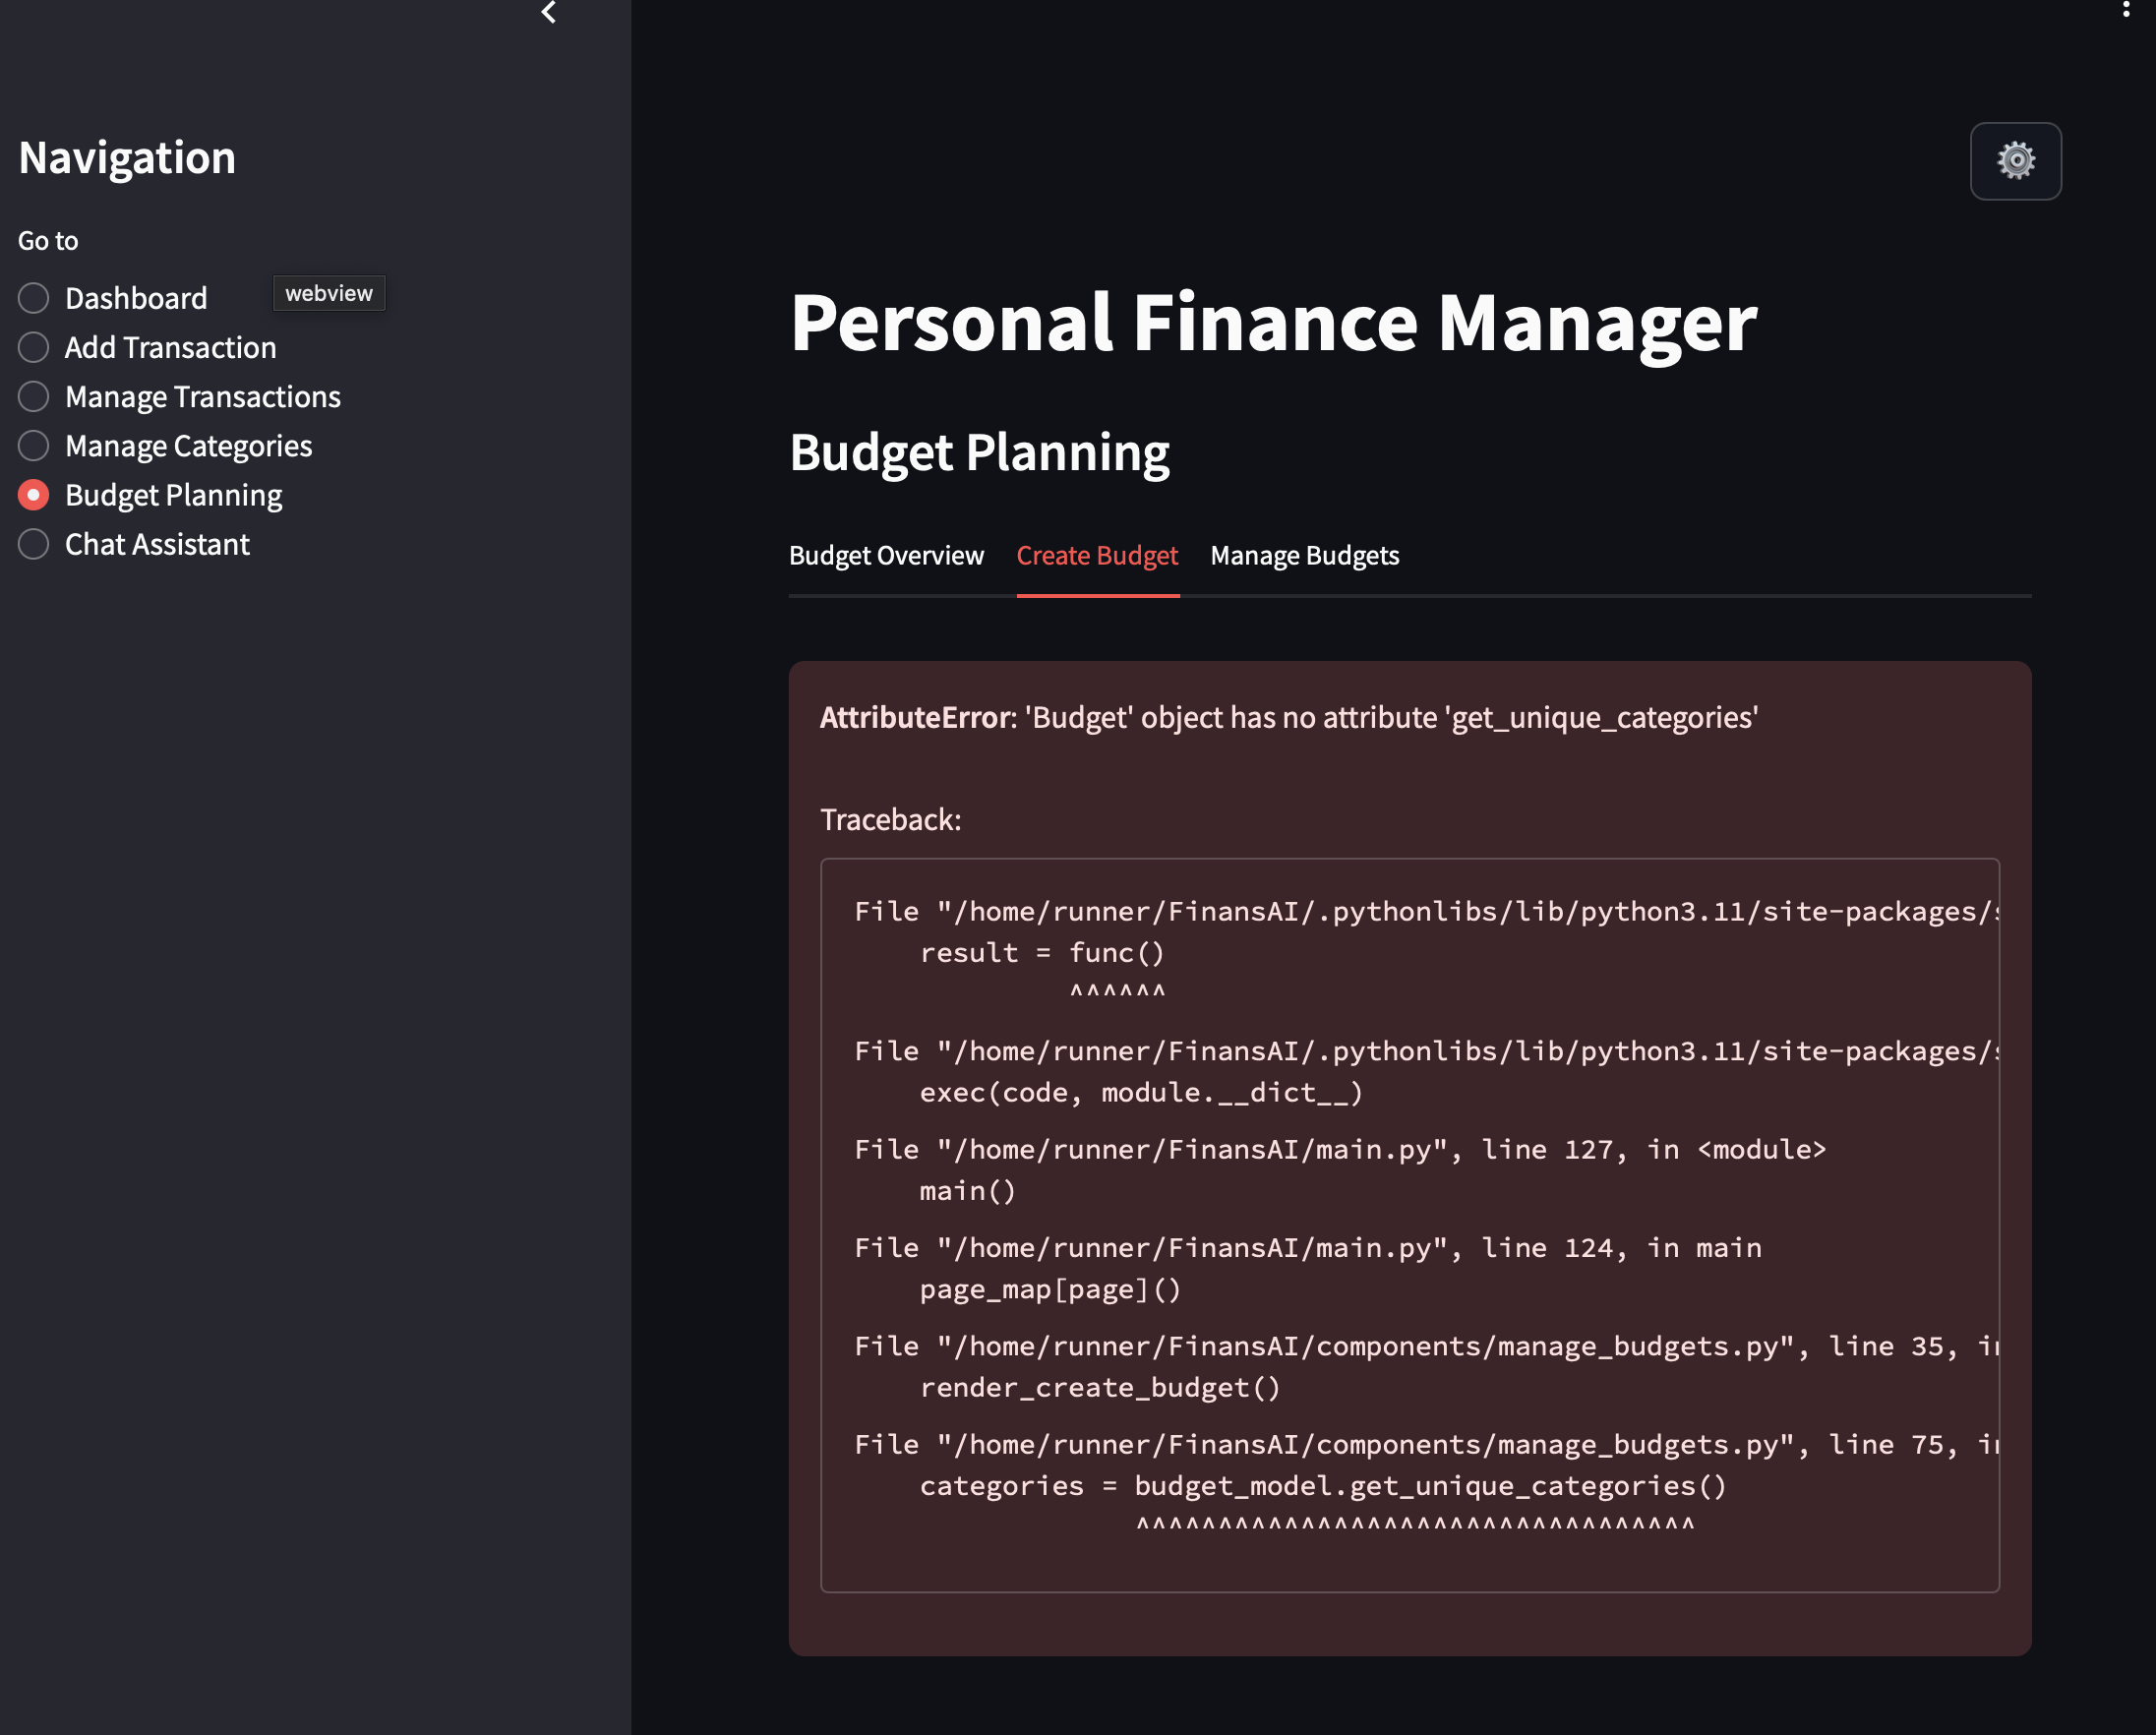 Navigation
Go to
Dashboard
webview
Add Transaction
Manage Transactions
Manage Categories
Budget Planning
Chat Assistant
Personal Finance Manager
Budget Planning
Budget Overview Create Budget Manage Budgets
AttributeError: 'Budget' object has no attribute 'get_unique_categories'
Traceback:
File "/home/runner/FinansAI/.pythonlibs/lib/python3.11/site-packages/
result = func()
^^^^^^
File "/home/runner/FinansAI/.pythonlibs/lib/python3.11/site-packages/
exec(code, module.__dict__)
File "/home/runner/FinansAI/main.py", line 127, in <module>
main()
File "/home/runner/FinansAI/main.py", line 124, in main
page_map[page]()
File "/home/runner/FinansAI/components/manage_budgets.py", line 35, in
render_create_budget()
File "/home/runner/FinansAI/components/manage_budgets.py", line 75, in
categories = budget_model.get_unique_categories()
^^^^^^^^^^^^^^^^^^^^^^^^^^^^^^^^^^